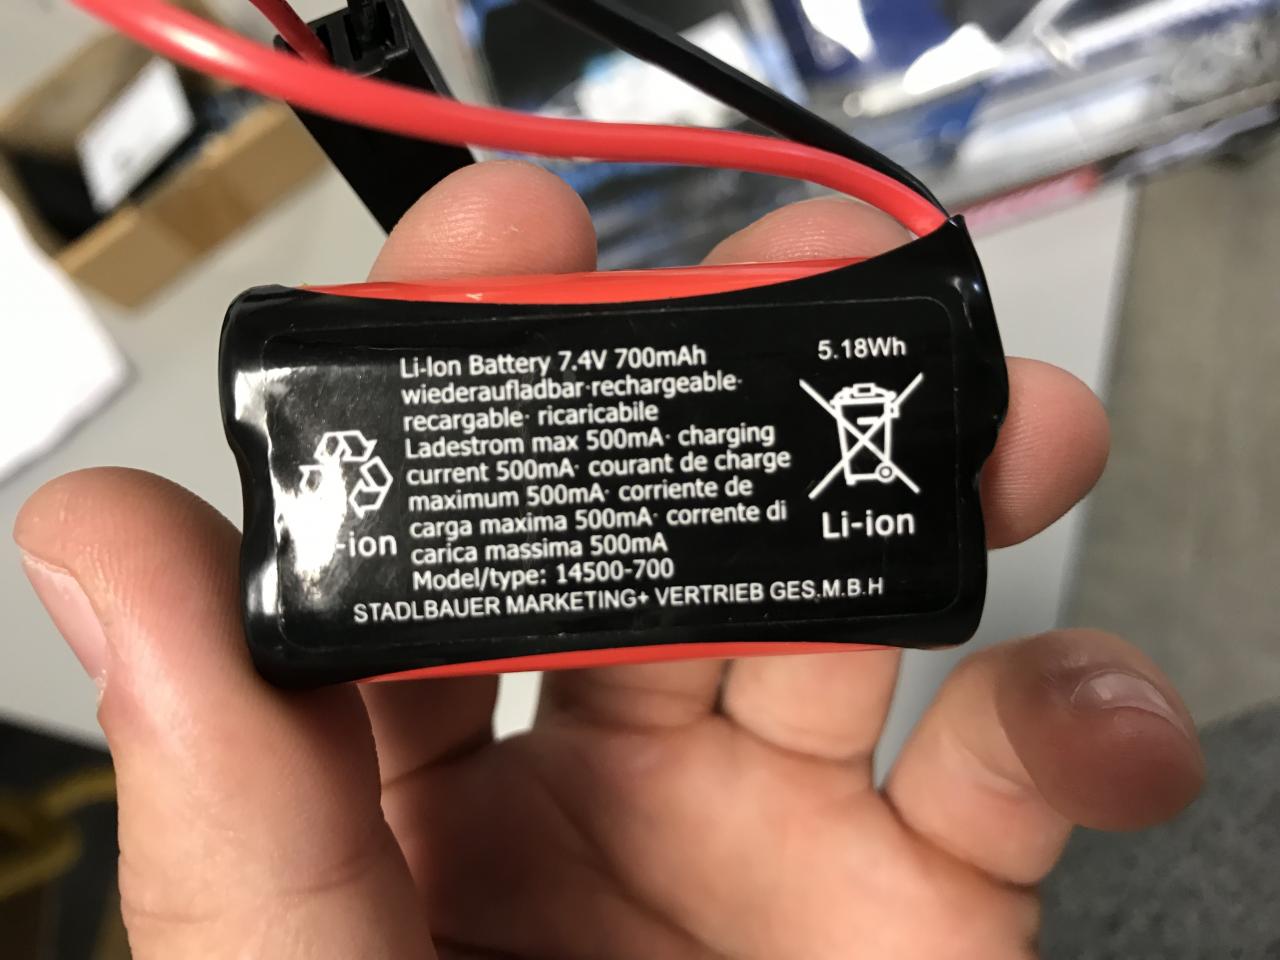 Li-Ion Battery 7.4V 700mAh
wiederaufladbar·rechargeable·
recargable· ricaricabile
Ladestrom max 500mA· charging
current 500mA· courant de charge
maximum 500mA· corriente de
carga maxima 500mA· corrente di
carica massima 500mA
Model/type: 14500-700
STADLBAUER MARKETING+ VERTRIEB GES.M.B.H
-ion
5.18Wh
Li-ion